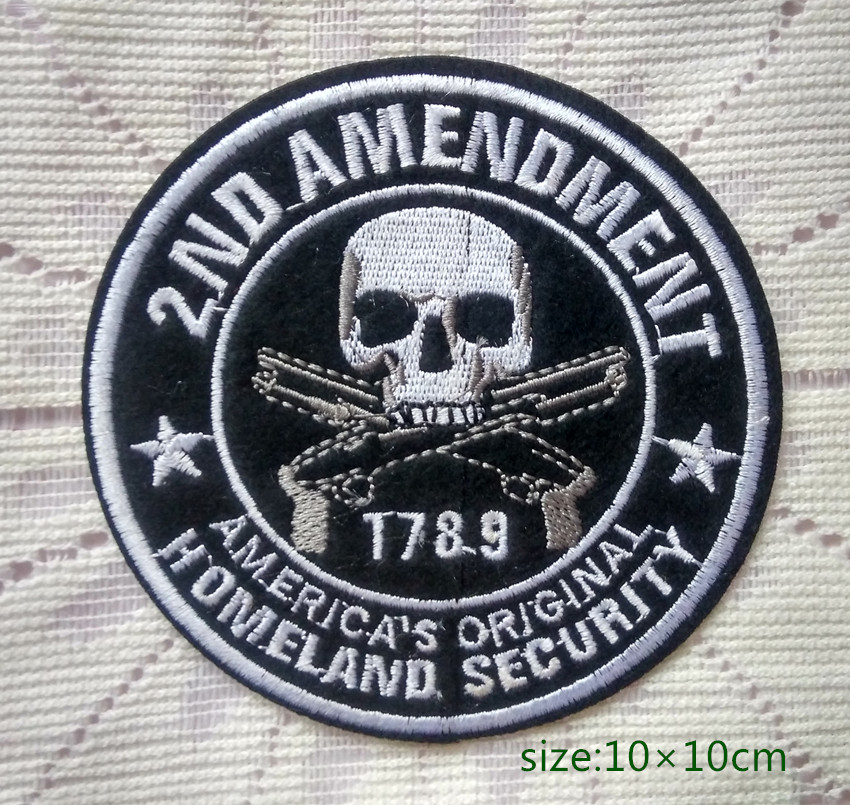 2ND AMENDMENT
1789
AMERICA'S ORIGINAL
HOMELAND SECURITY
size:10×10cm